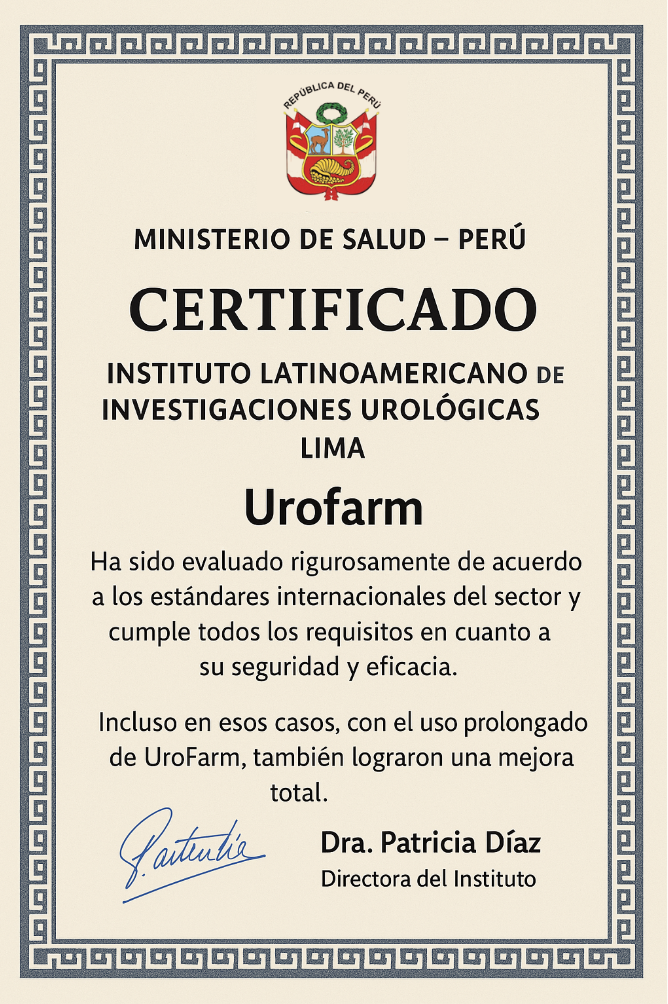 REPÚBLICA DEL PERÚ
MINISTERIO DE SALUD – PERÚ
CERTIFICADO
INSTITUTO LATINOAMERICANO DE
INVESTIGACIONES UROLÓGICAS
LIMA
Urofarm
Ha sido evaluado rigurosamente de acuerdo
a los estándares internacionales del sector y
cumple todos los requisitos en cuanto a
su seguridad y eficacia.
Incluso en esos casos, con el uso prolongado
de UroFarm, también lograron una mejora
total.
Dra. Patricia Díaz
Directora del Instituto